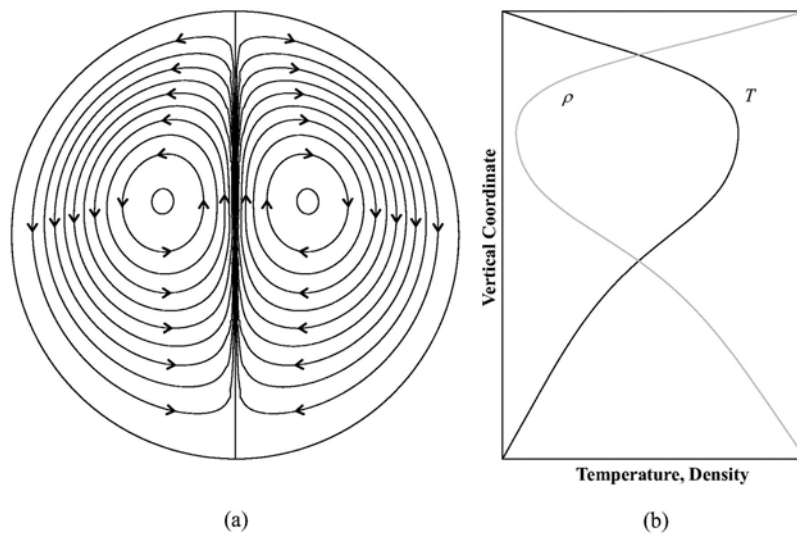 ρ
T
Vertical Coordinate
Temperature, Density
(a)
(b)